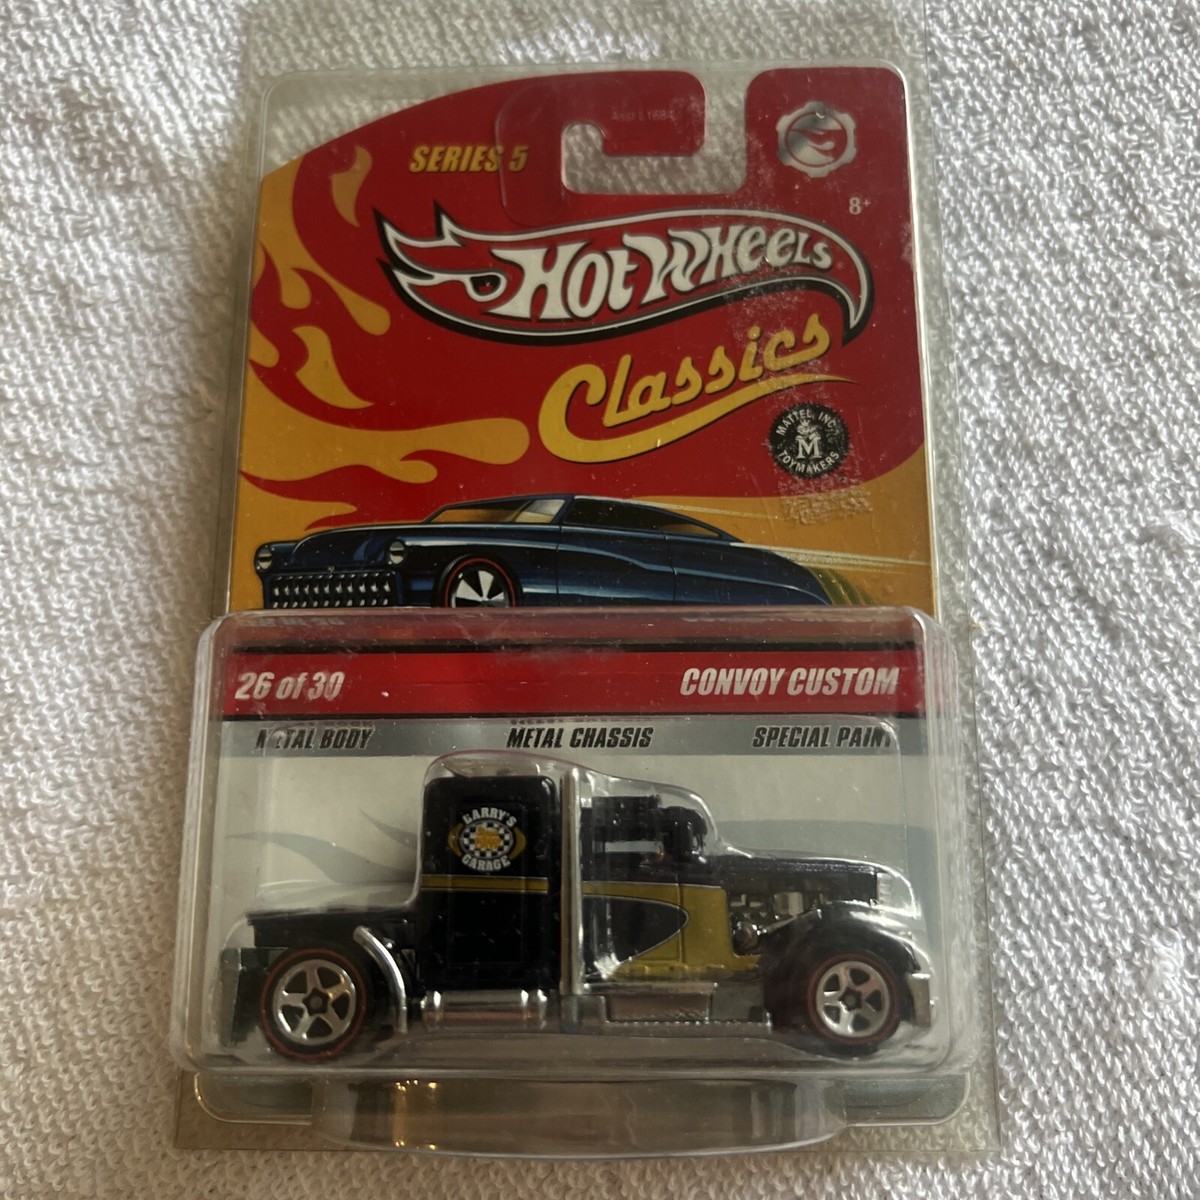 SERIES 5
8+
HOT WHEELS
Classics
MATTEL, INC.
M
TOYMAKERS
26 of 30
CONVOY CUSTOM
METAL BODY
METAL CHASSIS
SPECIAL PAINT
LARRY'S
GARAGE